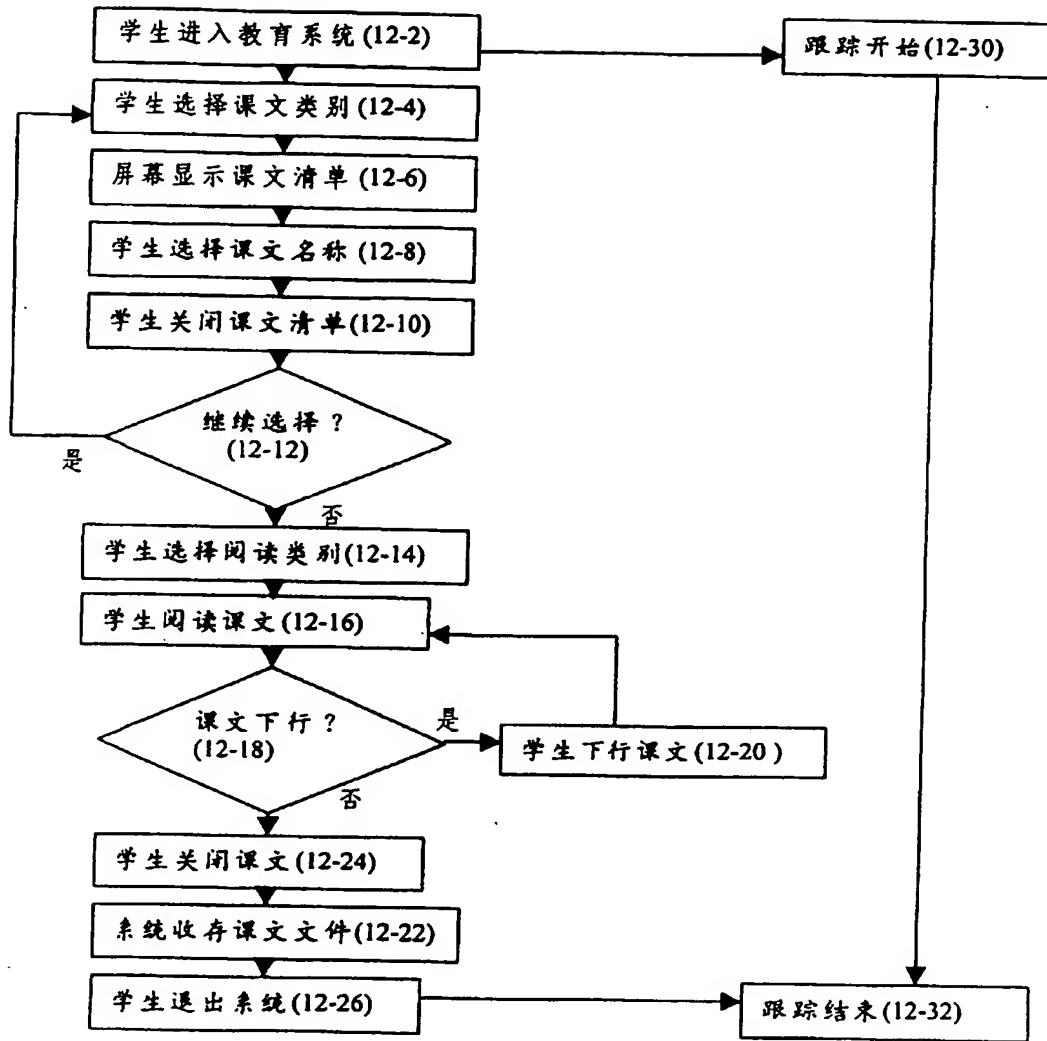 学生进入教育系统(12-2)
跟踪开始(12-30)
学生选择课文类别(12-4)
屏幕显示课文清单(12-6)
学生选择课文名称(12-8)
学生关闭课文清单(12-10)
继续选择?
(12-12)
是
否
学生选择阅读类别(12-14)
学生阅读课文(12-16)
课文下行?
(12-18)
是
学生下行课文(12-20 )
否
学生关闭课文(12-24)
系统收存课文文件(12-22)
学生退出系统(12-26)
跟踪结束(12-32)